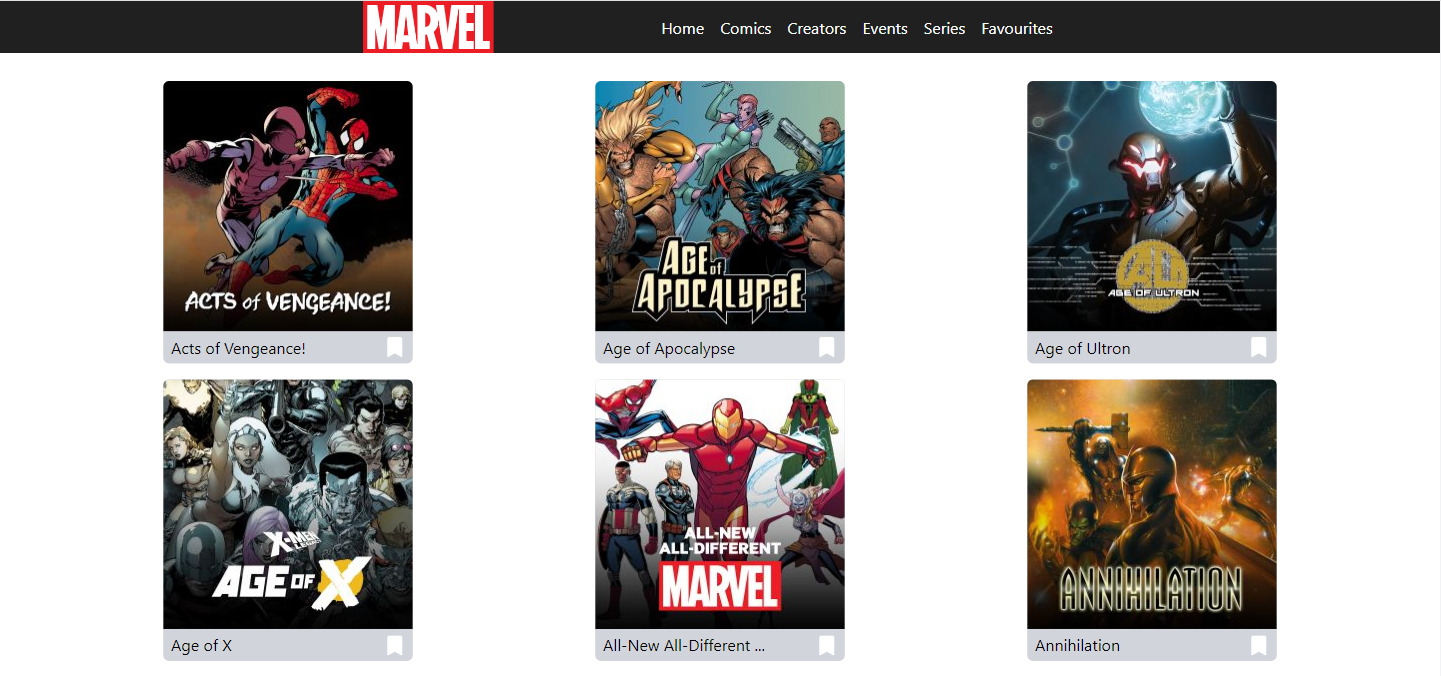 MARVEL
Home Comics Creators Events Series Favourites
ACTS of VENGEANCE!
AGE of
APOCALYPSE
AGE OF ULTRON
Acts of Vengeance!
Age of Apocalypse
Age of Ultron
X-MEN
LEGACY
AGE OF X
ALL-NEW
ALL-DIFFERENT
MARVEL
ANNIHILATION
Age of X
All-New All-Different ...
Annihilation